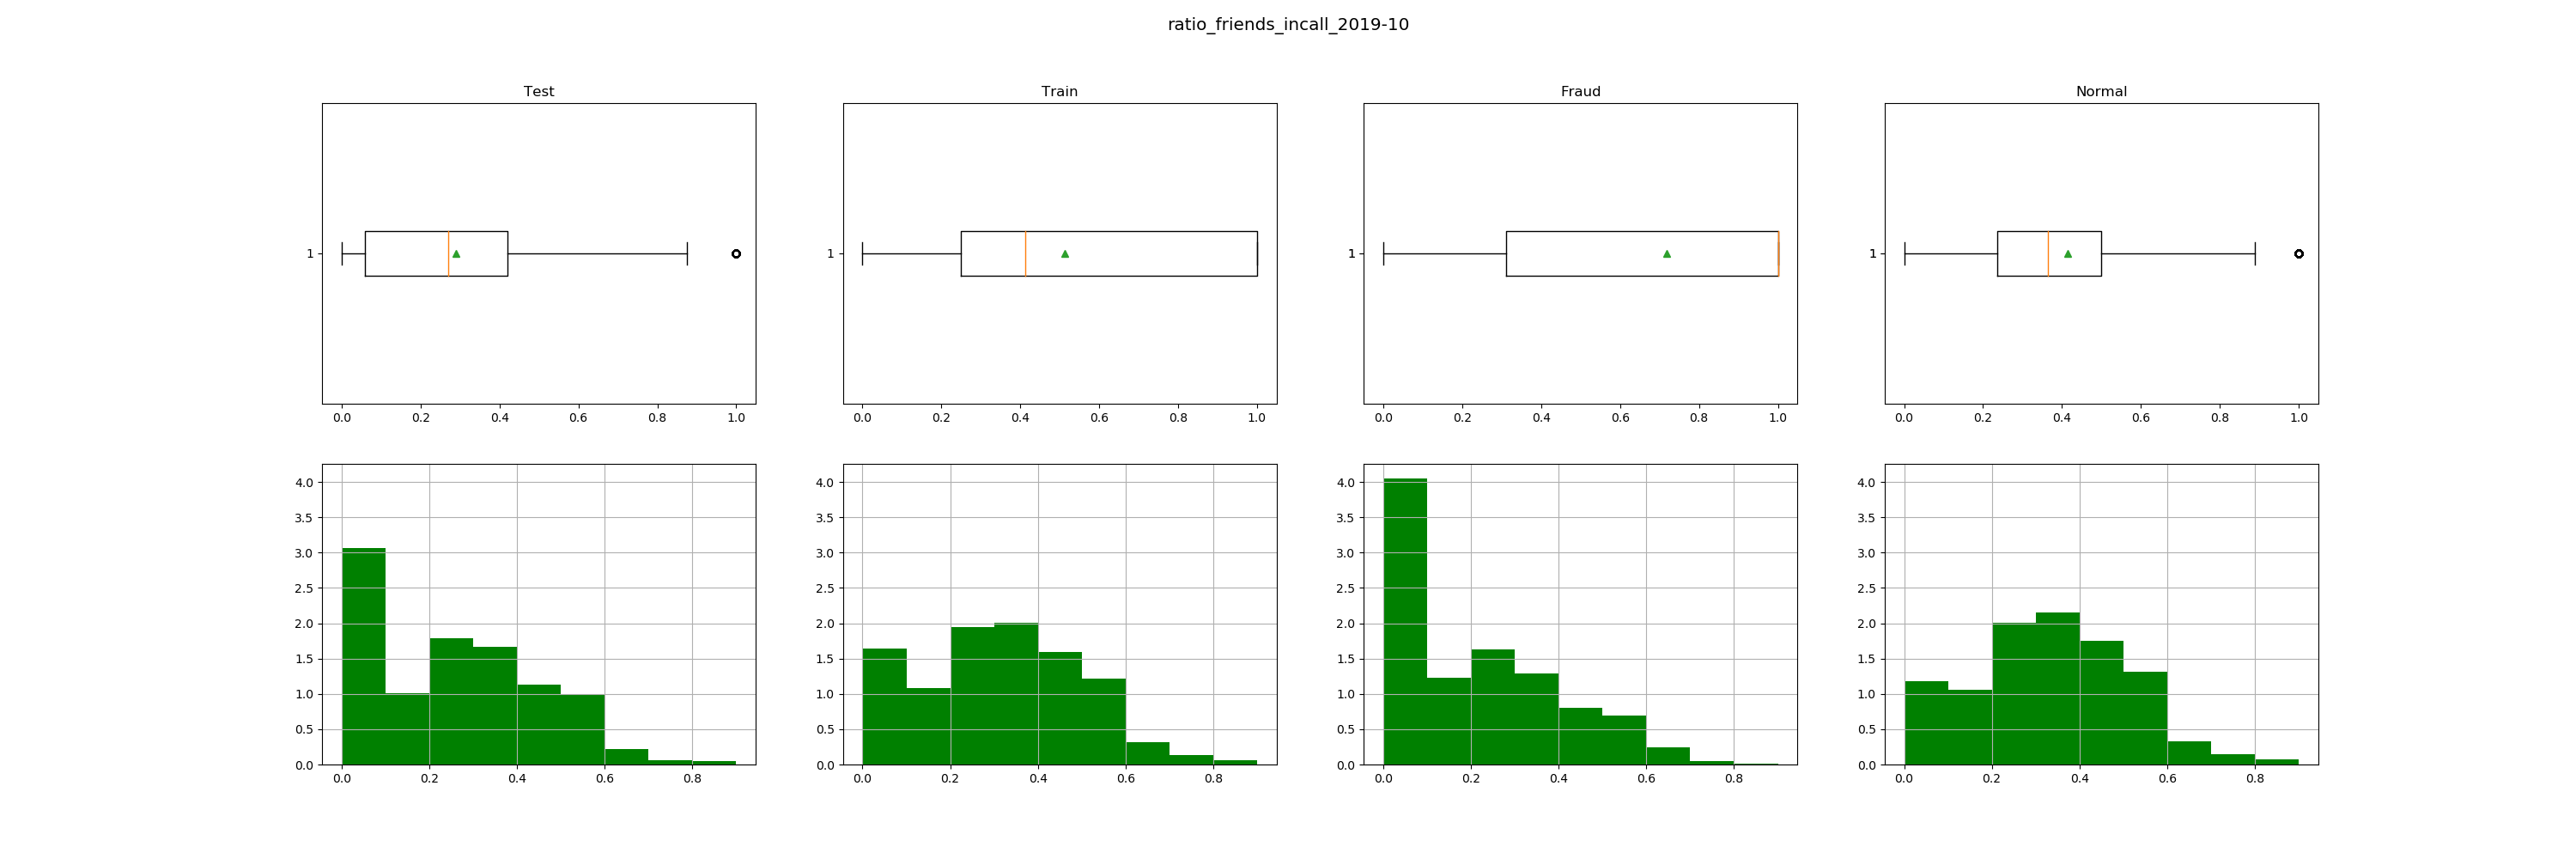 ratio_friends_incall_2019-10
Test Train Fraud Normal
1 1 1 1
0.0 0.2 0.4 0.6 0.8 1.0 0.0 0.2 0.4 0.6 0.8 1.0 0.0 0.2 0.4 0.6 0.8 1.0 0.0 0.2 0.4 0.6 0.8 1.0
4.0 4.0 4.0 4.0
3.5 3.5 3.5 3.5
3.0 3.0 3.0 3.0
2.5 2.5 2.5 2.5
2.0 2.0 2.0 2.0
1.5 1.5 1.5 1.5
1.0 1.0 1.0 1.0
0.5 0.5 0.5 0.5
0.0 0.0 0.0 0.0
0.0 0.2 0.4 0.6 0.8 0.0 0.2 0.4 0.6 0.8 0.0 0.2 0.4 0.6 0.8 0.0 0.2 0.4 0.6 0.8